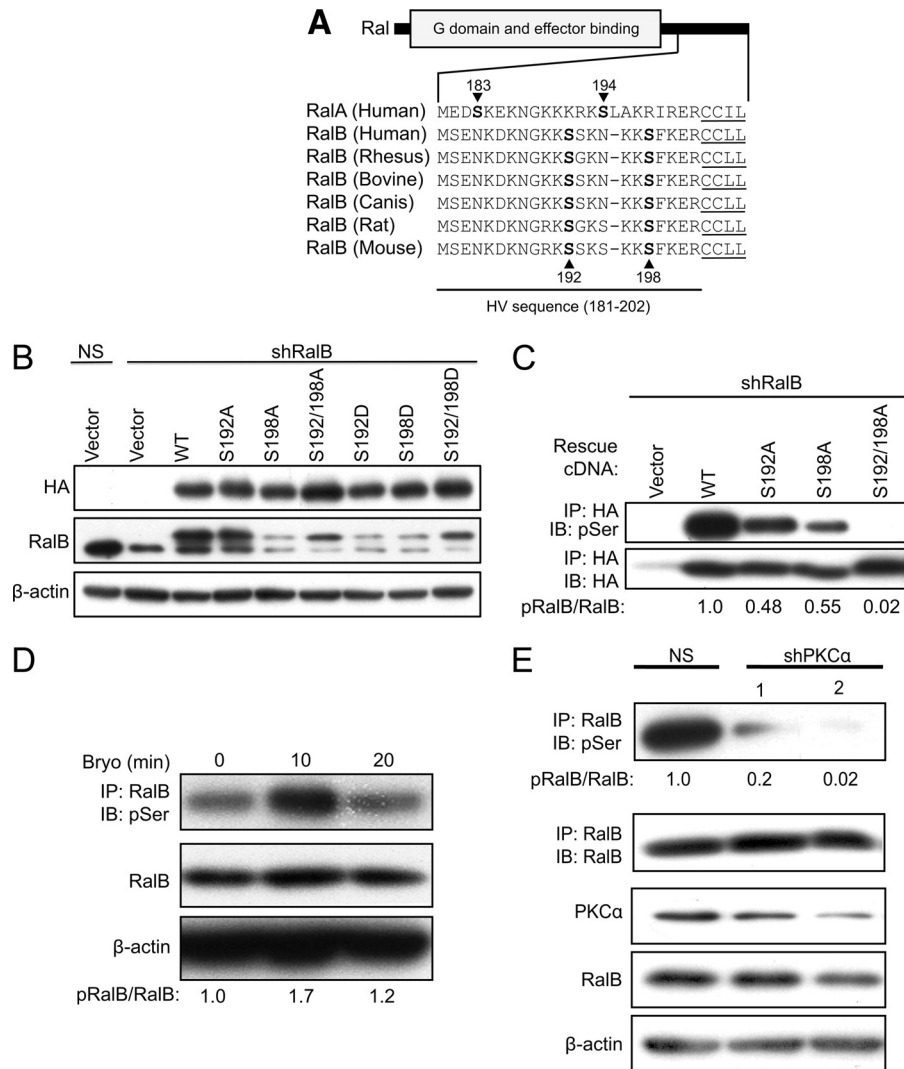 A
Ral
G domain and effector binding
183 194
RalA (Human) MEDSKEKNGKKKRKSLAKRIRERCCIL
RalB (Human) MSENKDKNGKKSSKN-KKSFKERCCLL
RalB (Rhesus) MSENKDKNGKKSGKN-KKSFKERCCLL
RalB (Bovine) MSENKDKNGKKSSKN-KKSFKERCCLL
RalB (Canis) MSENKDKNGKKSSKN-KKSFKERCCLL
RalB (Rat) MSENKDKNGRKSGKS-KKSFKERCCLL
RalB (Mouse) MSENKDKNGRKSSKS-KKSFKERCCLL
192 198
HV sequence (181-202)
B
NS shRalB
Vector Vector WT S192A S198A S192/198A S192D S198D S192/198D
HA
RalB
β-actin
C
shRalB
Rescue
cDNA:
Vector WT S192A S198A S192/198A
IP: HA
IB: pSer
IP: HA
IB: HA
pRalB/RalB: 1.0 0.48 0.55 0.02
D
Bryo (min) 0 10 20
IP: RalB
IB: pSer
RalB
β-actin
pRalB/RalB: 1.0 1.7 1.2
E
NS shPKCα
1 2
IP: RalB
IB: pSer
pRalB/RalB: 1.0 0.2 0.02
IP: RalB
IB: RalB
PKCα
RalB
β-actin